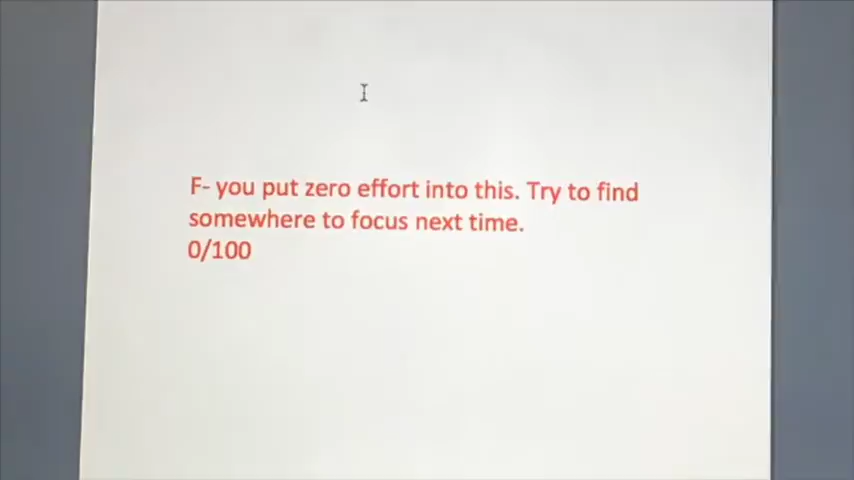 F- you put zero effort into this. Try to find
somewhere to focus next time.
0/100